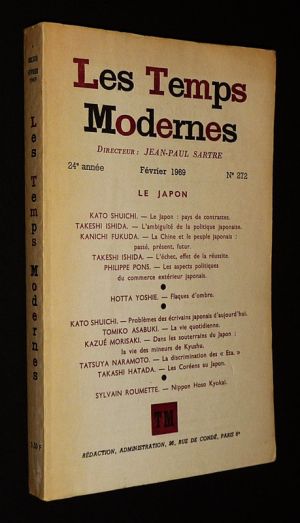 Les Temps
Modernes
DIRECTEUR : JEAN-PAUL SARTRE
24e année Février 1969 N° 272
LE JAPON
KATO SHUICHI. — Le Japon : pays de contrastes.
TAKESHI ISHIDA. — L'ambiguïté de la politique japonaise.
KANICHI FUKUDA. — La Chine et le peuple japonais :
passé, présent, futur.
TAKESHI ISHIDA. — L'échec, effet de la réussite.
PHILIPPE PONS. — Les aspects politiques
du commerce extérieur japonais.
HOTTA YOSHIE. — Flaques d'ombre.
KATO SHUICHI. — Problèmes des écrivains japonais d'aujourd'hui.
TOMIKO ASABUKI. — La vie quotidienne.
KAZUÉ MORISAKI. — Dans les souterrains du Japon :
la vie des mineurs de Kyushu.
TATSUYA NARAMOTO. — La discrimination des « Eta. »
TAKASHI HATADA. — Les Coréens au Japon.
SYLVAIN ROUMETTE. — Nippon Hoso Kyokai.
TM
RÉDACTION, ADMINISTRATION, 26, RUE DE CONDÉ, PARIS 6e
Les Temps Modernes